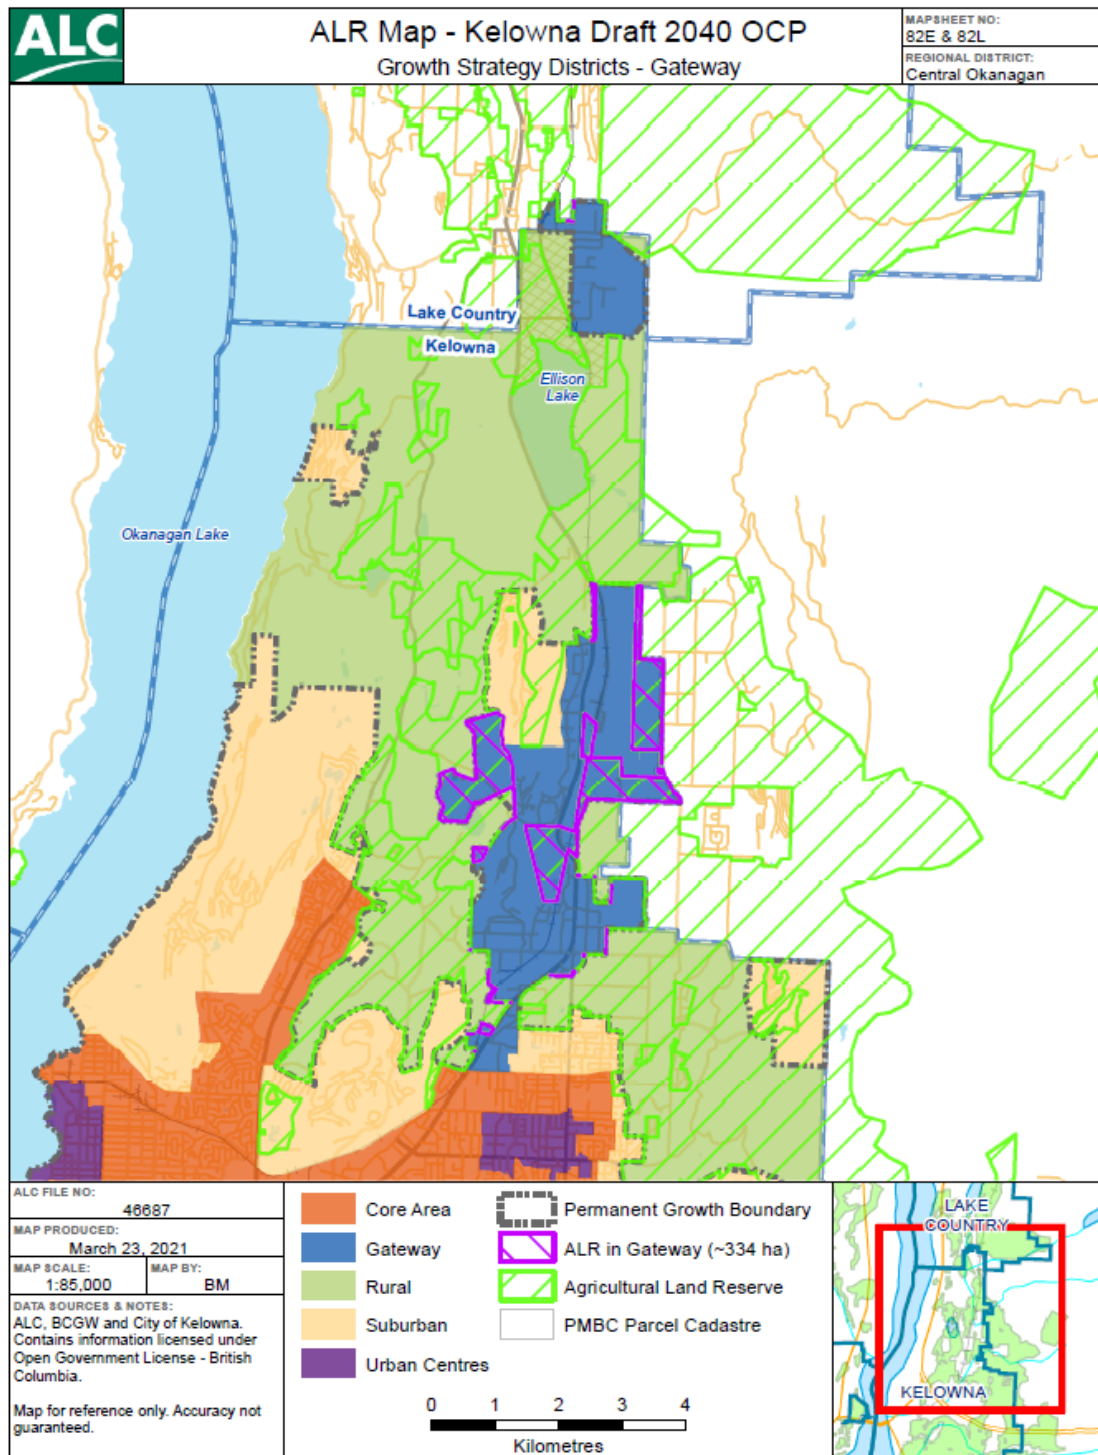 ALC
ALR Map - Kelowna Draft 2040 OCP
Growth Strategy Districts - Gateway
MAPSHEET NO:
82E & 82L
REGIONAL DISTRICT:
Central Okanagan
Lake Country
Kelowna
Ellison
Lake
Okanagan Lake
ALC FILE NO:
46687
MAP PRODUCED:
March 23, 2021
MAP SCALE:
1:85,000
MAP BY:
BM
DATA SOURCES & NOTES:
ALC, BCGW and City of Kelowna.
Contains information licensed under
Open Government License - British
Columbia.
Map for reference only. Accuracy not
guaranteed.
Core Area
Gateway
Rural
Suburban
Urban Centres
Permanent Growth Boundary
ALR in Gateway (~334 ha)
Agricultural Land Reserve
PMBC Parcel Cadastre
0 1 2 3 4
Kilometres
LAKE
COUNTRY
KELOWNA